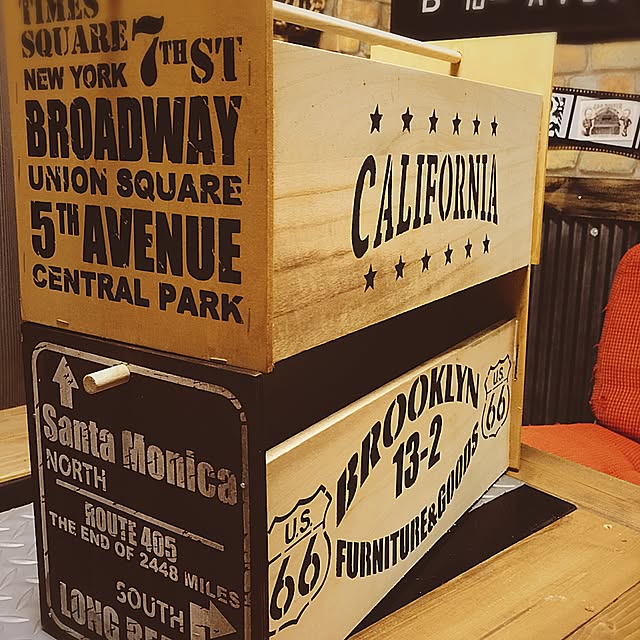 TIMES
SQUARE 7TH ST
NEW YORK
BROADWAY
UNION SQUARE
5TH AVENUE
CENTRAL PARK
CALIFORNIA
Santa Monica
NORTH
ROUTE 405
THE END OF 2448 MILES
SOUTH
LONG
BROOKLYN
13-2
FURNITURE&GOODS
U.S.
66
U.S.
66